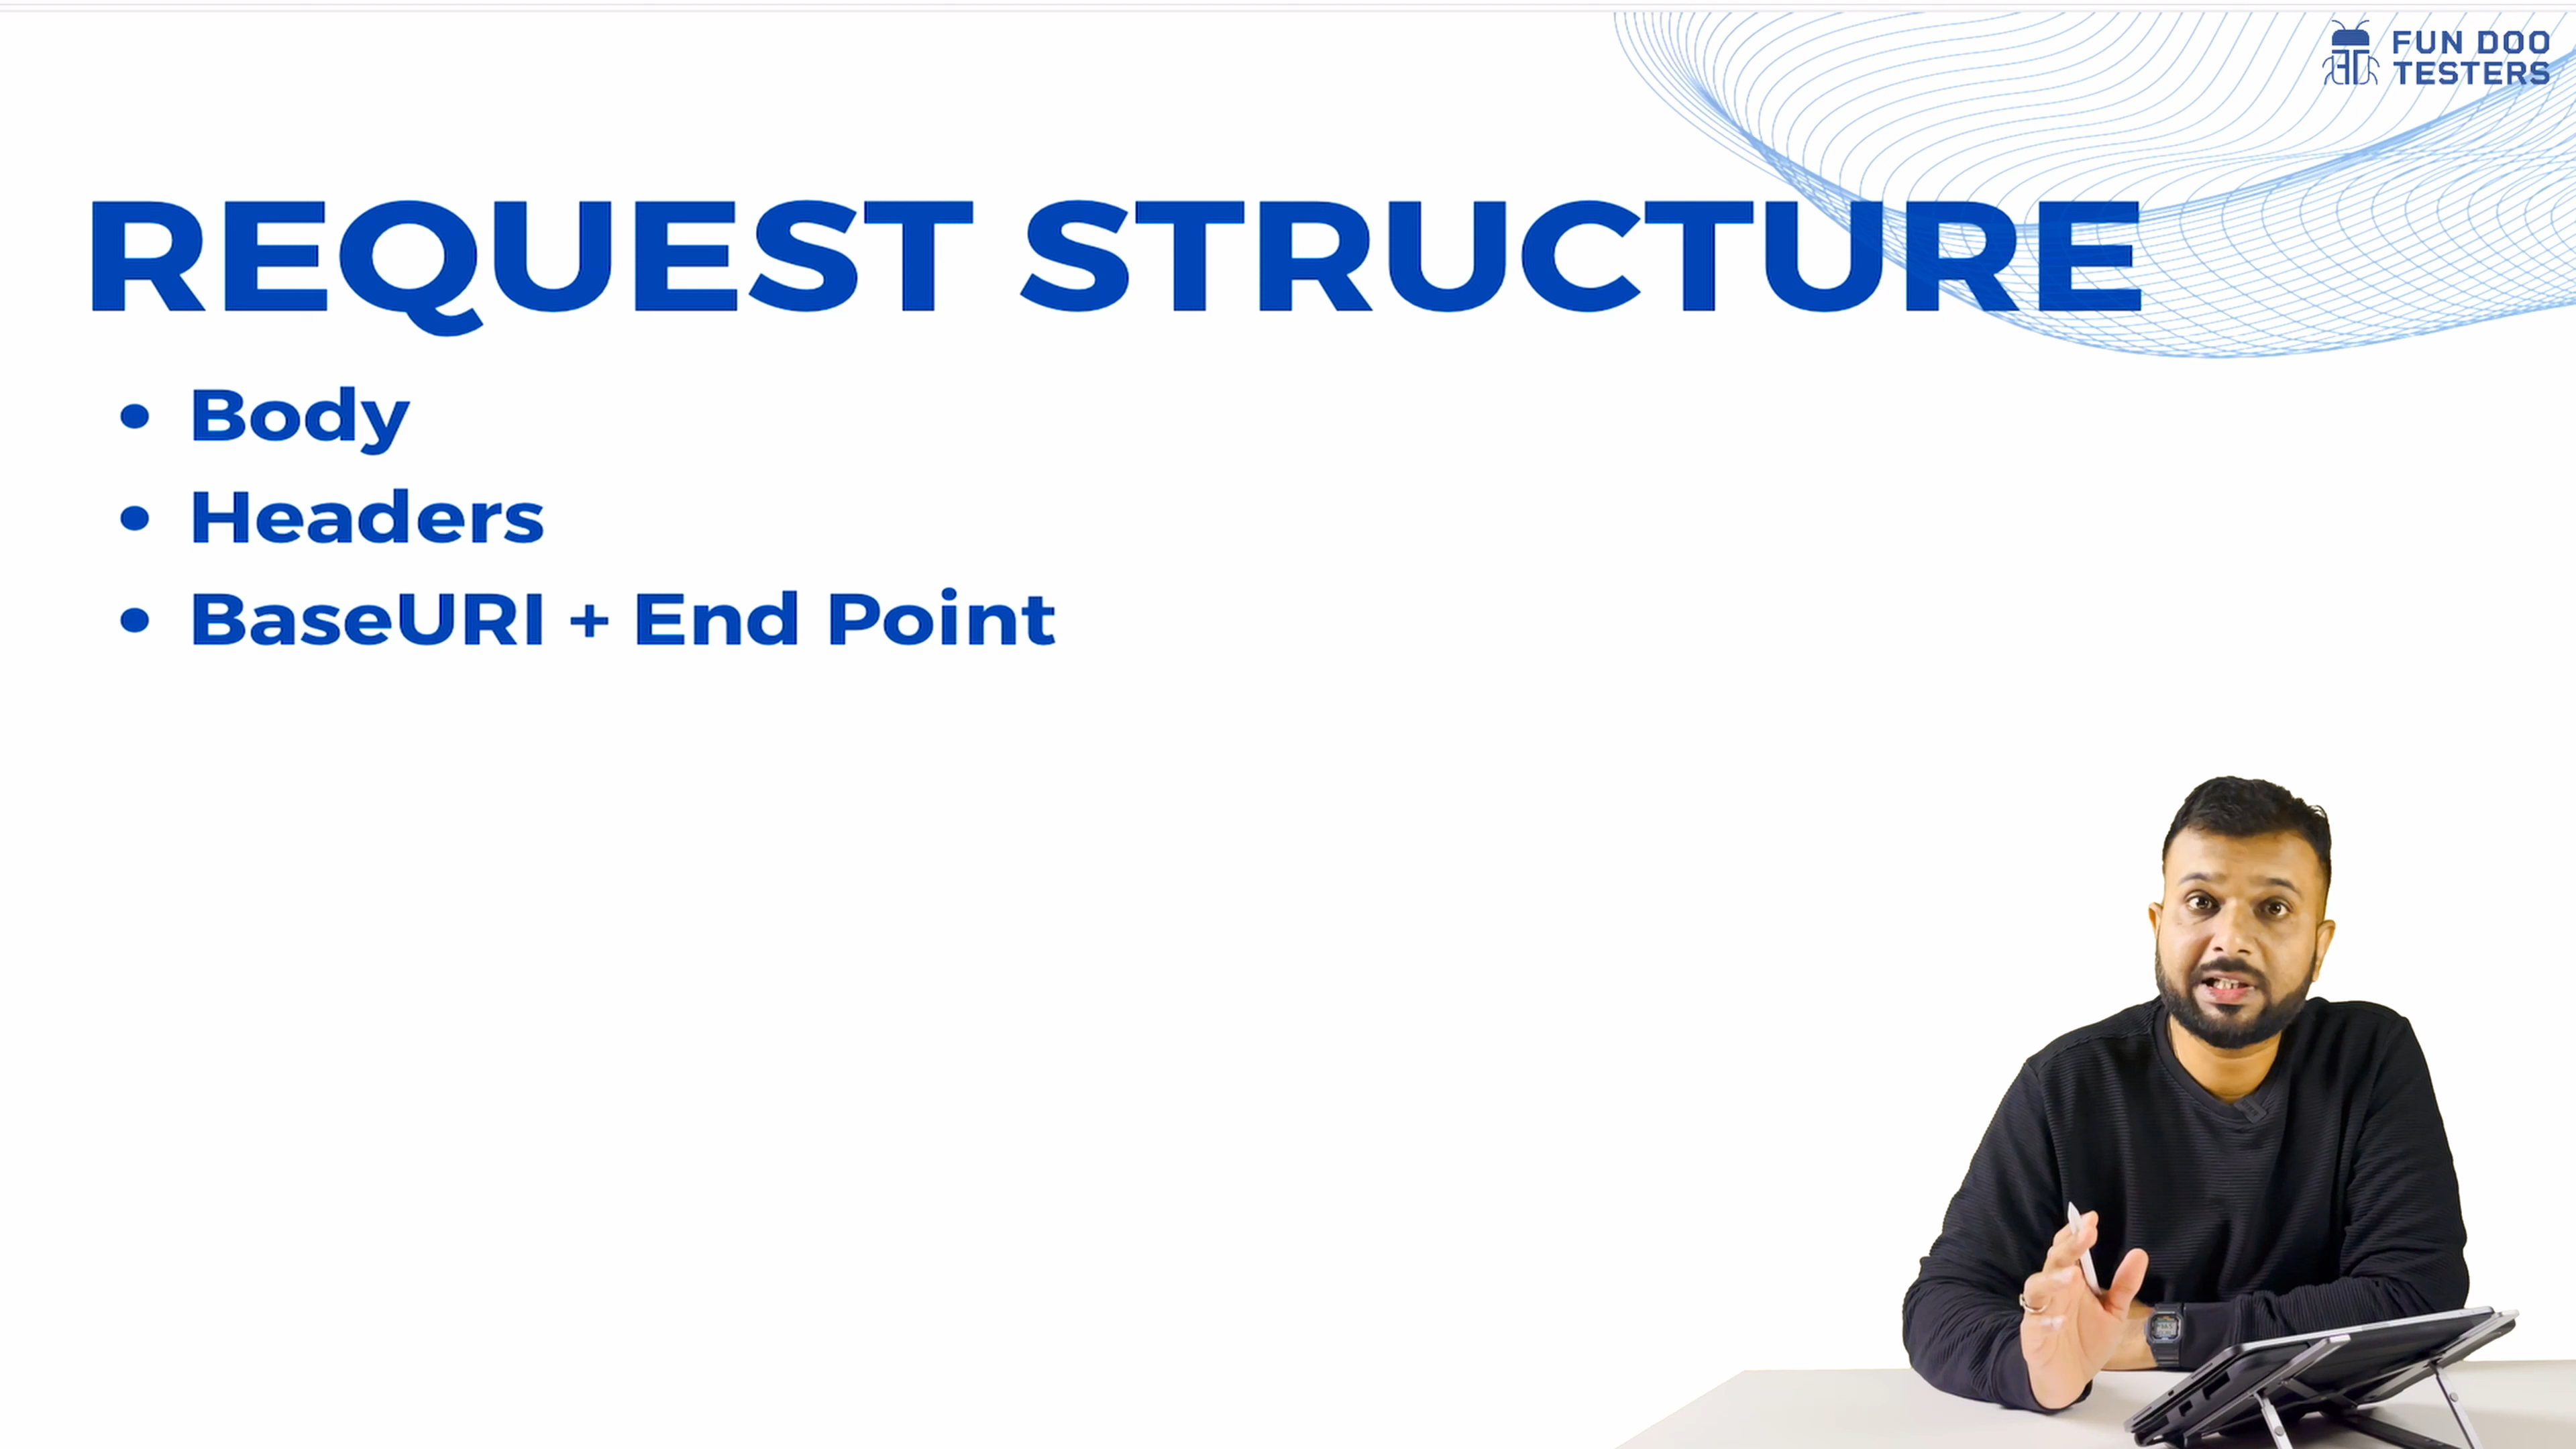 FUN DOO
TESTERS
REQUEST STRUCTURE
• Body
• Headers
• BaseURI + End Point